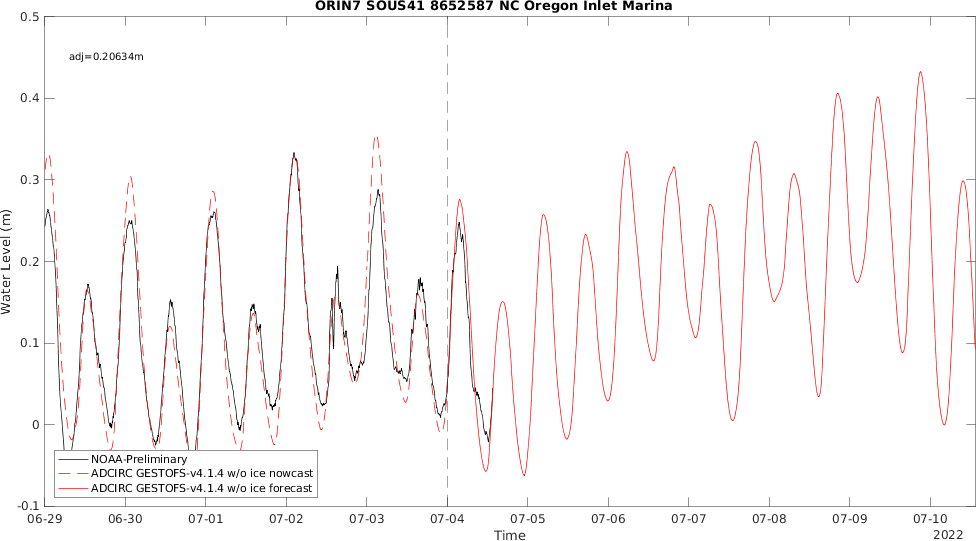 ORIN7 SOUS41 8652587 NC Oregon Inlet Marina
0.5
adj=0.20634m
0.4
0.3
0.2
0.1
0
-0.1
Water Level (m)
NOAA-Preliminary
ADCIRC GESTOFS-v4.1.4 w/o ice nowcast
ADCIRC GESTOFS-v4.1.4 w/o ice forecast
06-29 06-30 07-01 07-02 07-03 07-04 07-05 07-06 07-07 07-08 07-09 07-10
Time
2022